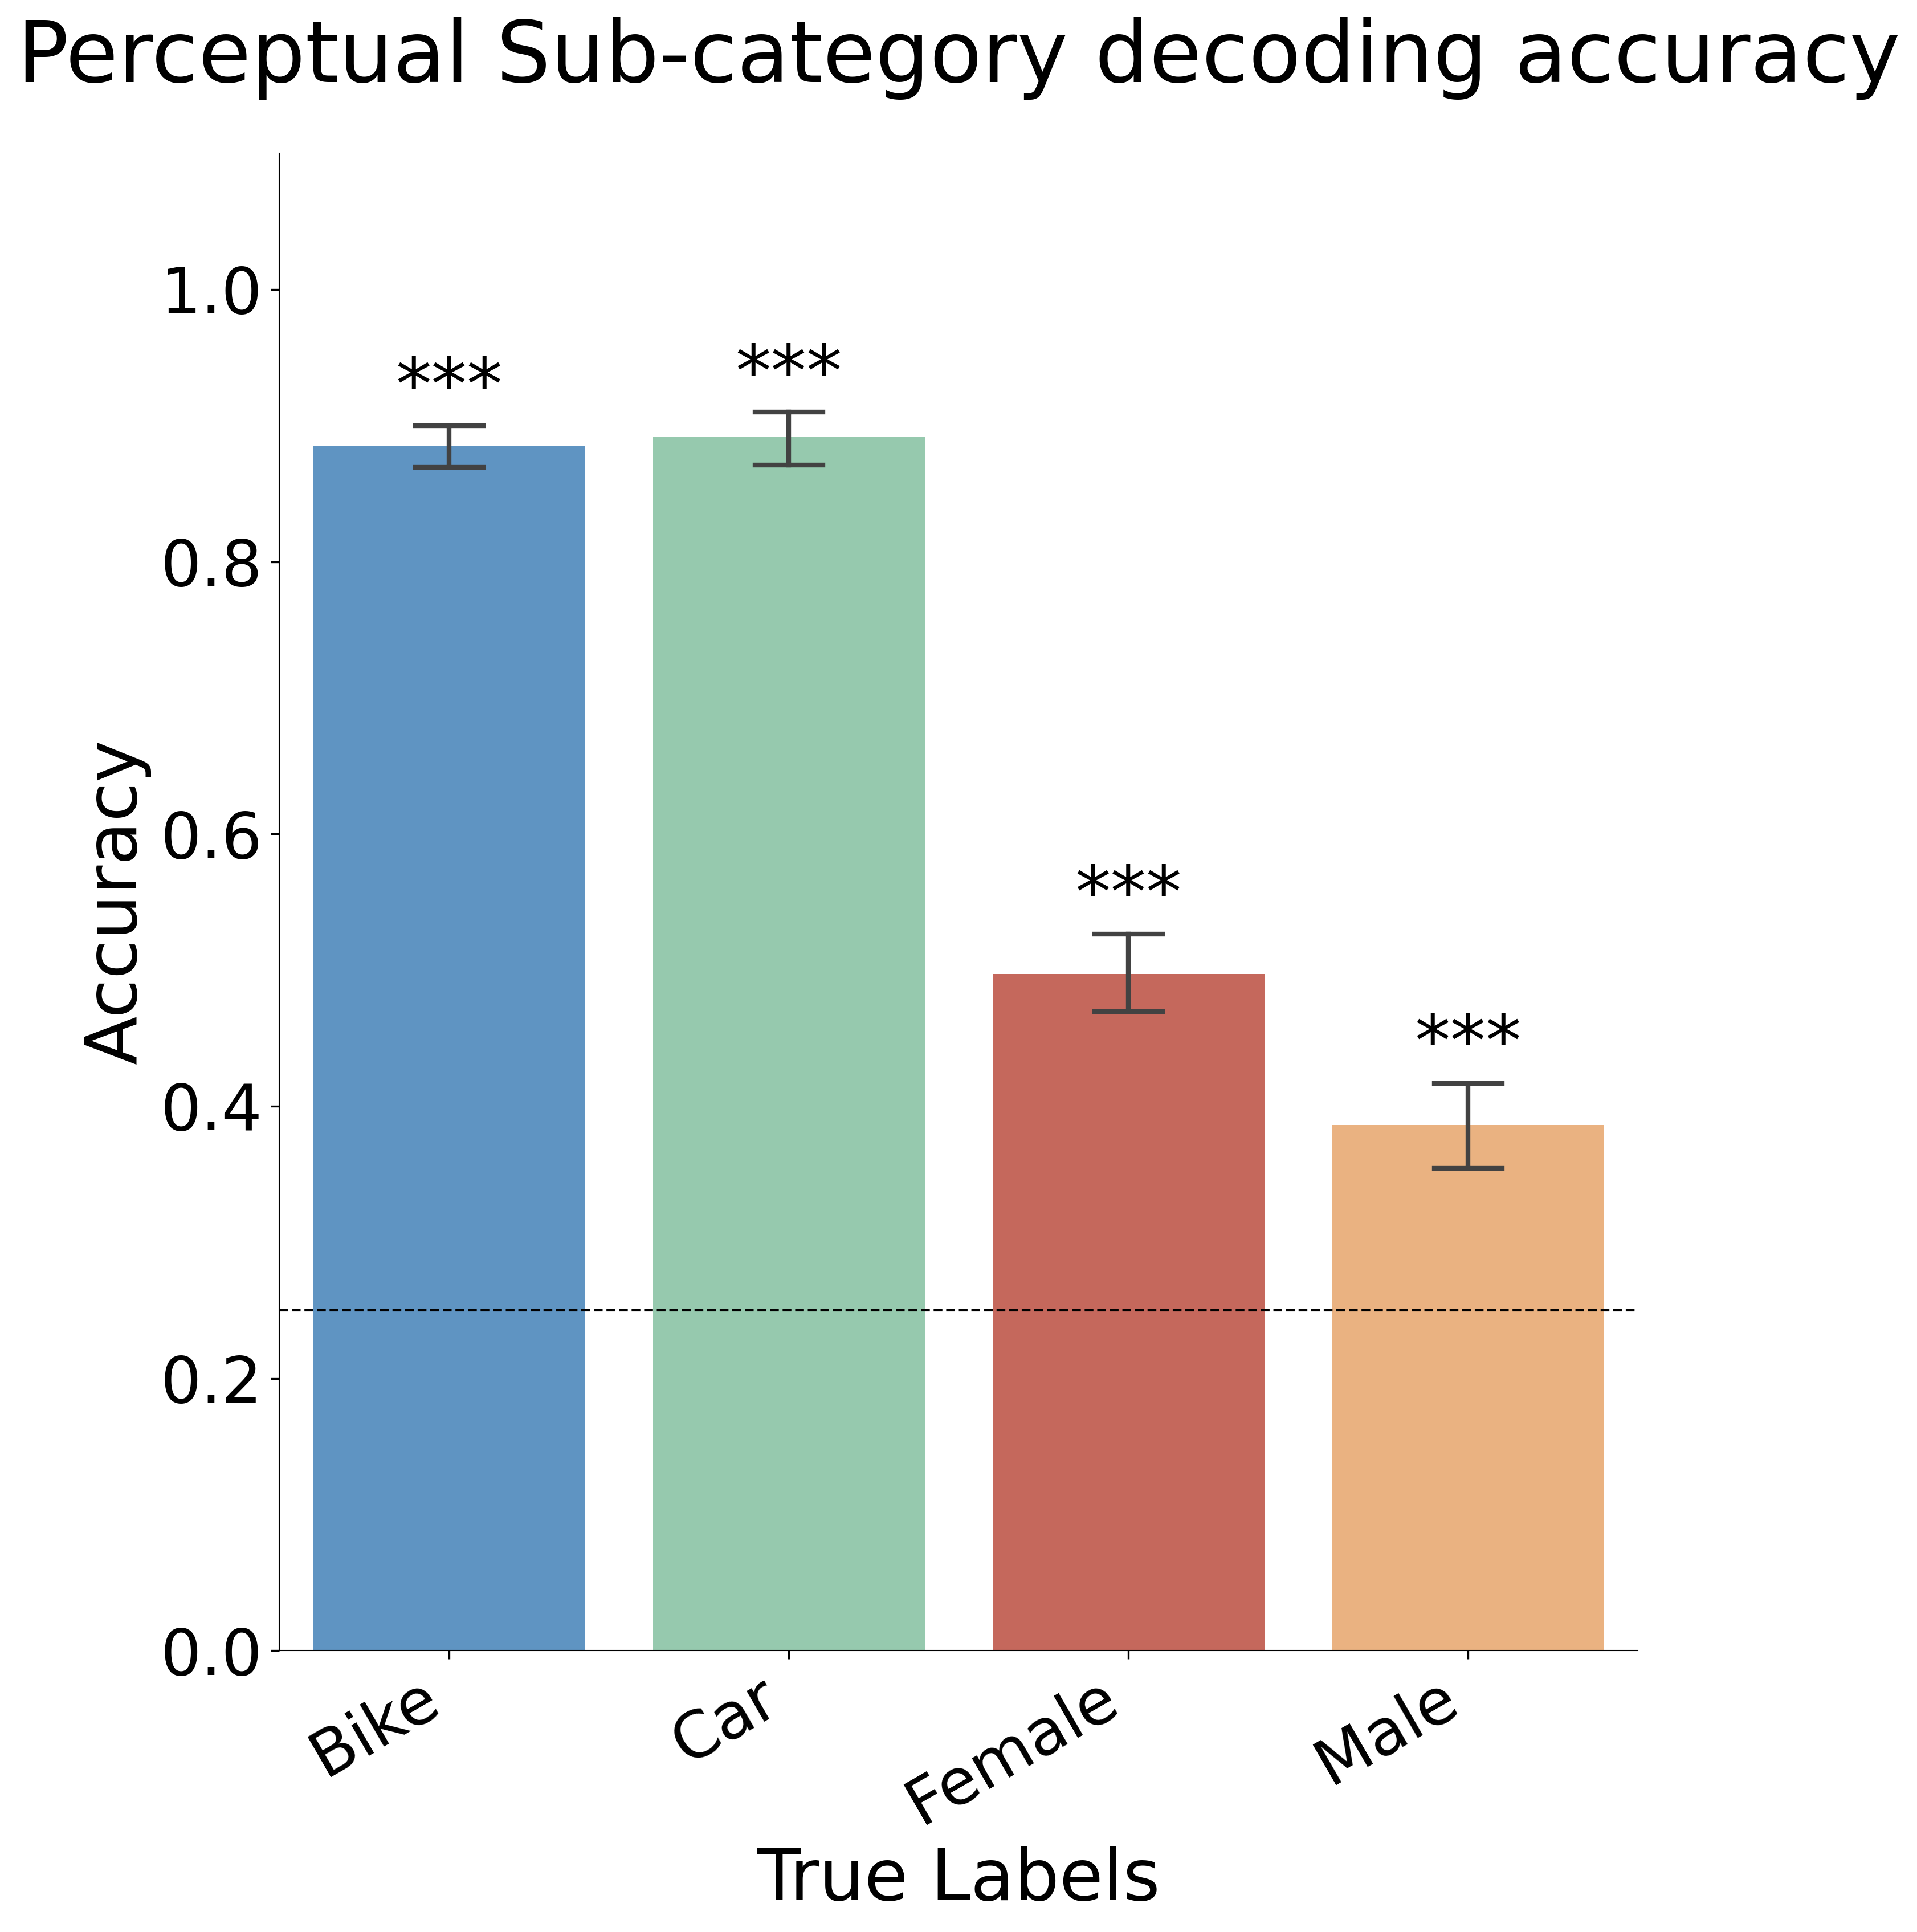 Perceptual Sub-category decoding accuracy
1.0
0.8
0.6
0.4
0.2
0.0
Accuracy
***
***
***
***
Bike
Car
Female
Male
True Labels